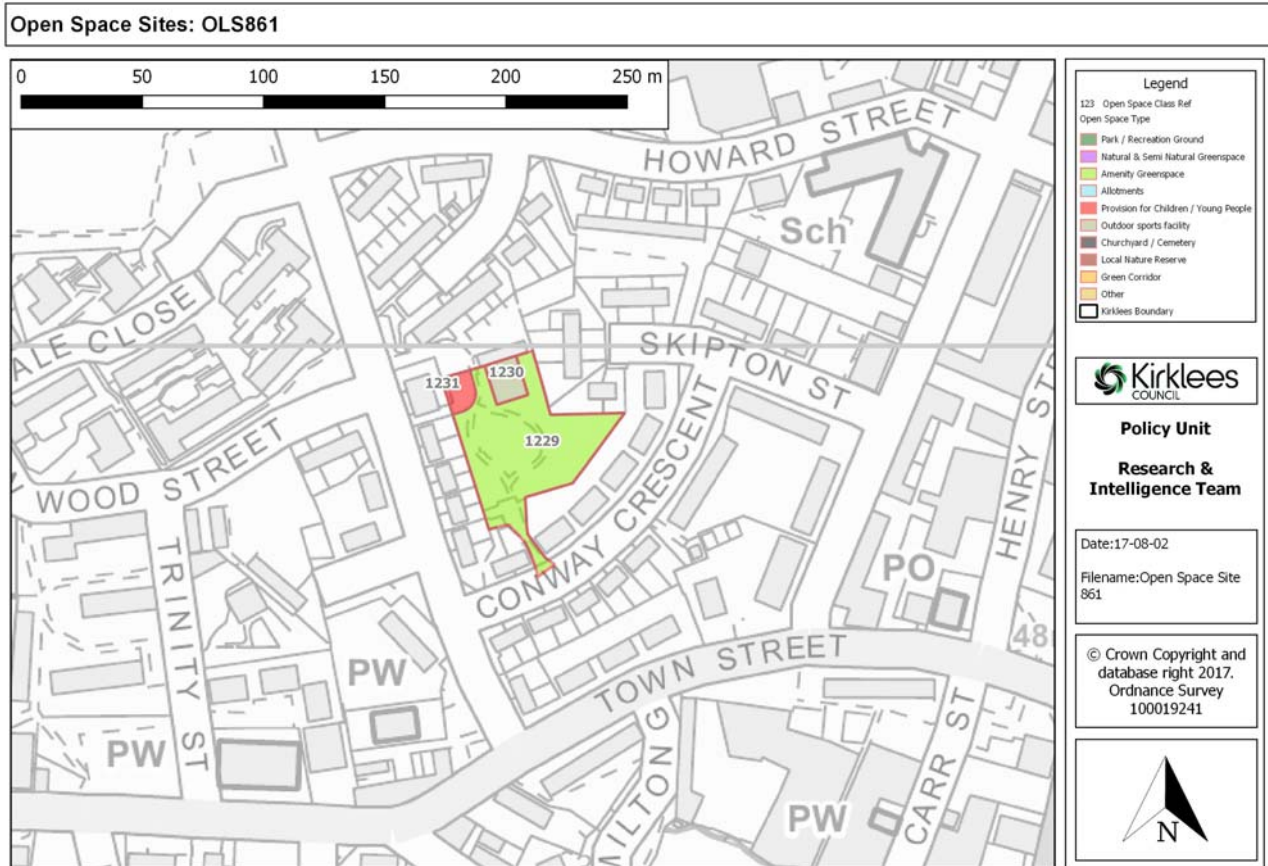 Open Space Sites: OLS861
0 50 100 150 200 250 m
HOWARD STREET
Sch
ALE CLOSE
SKIPTON ST
1231
1230
1229
WOOD STREET
CONWAY CRESCENT
HENRY ST
TRINITY ST
PO
PW
TOWN STREET
48
PW
MILTON
PW
CARR ST
Legend
123 Open Space Class Ref
Open Space Type
Park / Recreation Ground
Natural & Semi Natural Greenspace
Amenity Greenspace
Allotments
Provision for Children / Young People
Outdoor sports facility
Churchyard / Cemetery
Local Nature Reserve
Green Corridor
Other
Kirklees Boundary
Kirklees
COUNCIL
Policy Unit
Research &
Intelligence Team
Date:17-08-02
Filename:Open Space Site
861
© Crown Copyright and
database right 2017.
Ordnance Survey
100019241
N